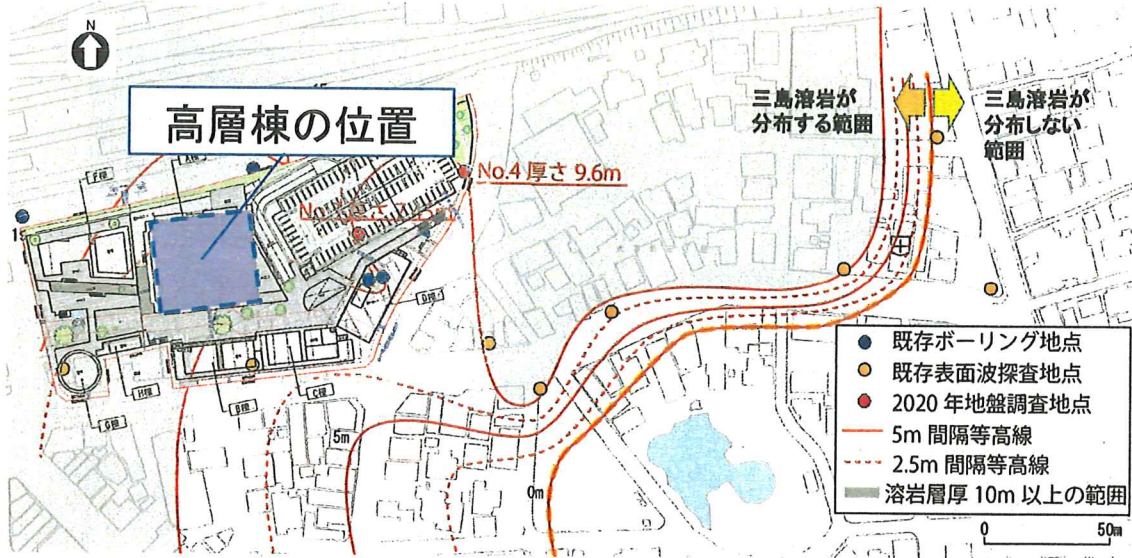 N
高層棟の位置
三島溶岩が
分布する範囲
三島溶岩が
分布しない
範囲
No.4 厚さ 9.6m
5m
0m
既存ボーリング地点
既存表面波探査地点
2020年地盤調査地点
5m 間隔等高線
2.5m 間隔等高線
溶岩層厚 10m 以上の範囲
0 50m